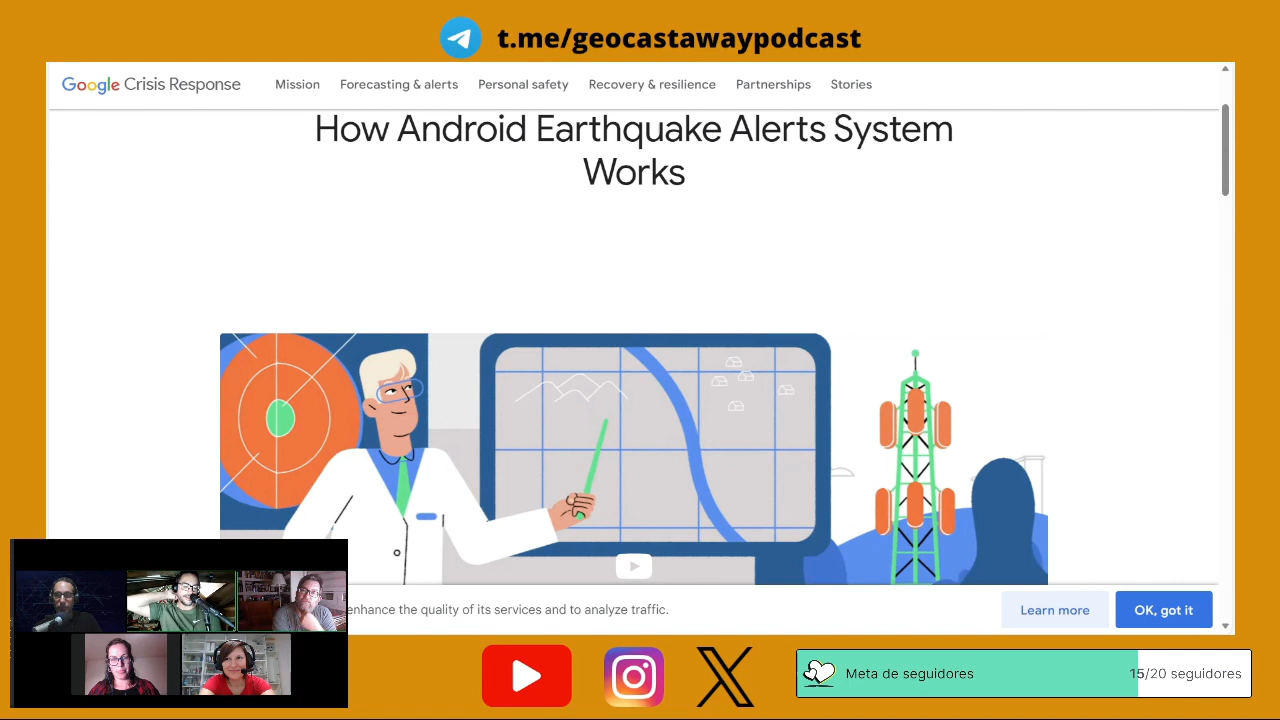 t.me/geocastawaypodcast
Google Crisis Response Mission Forecasting & alerts Personal safety Recovery & resilience Partnerships Stories
How Android Earthquake Alerts System
Works
enhance the quality of its services and to analyze traffic. Learn more OK, got it
Meta de seguidores 15/20 seguidores